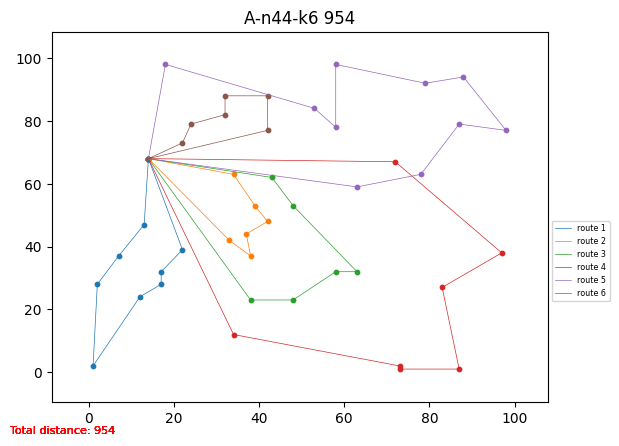 A-n44-k6 954
100
80
60
40
20
0
0 20 40 60 80 100
route 1
route 2
route 3
route 4
route 5
route 6
Total distance: 954